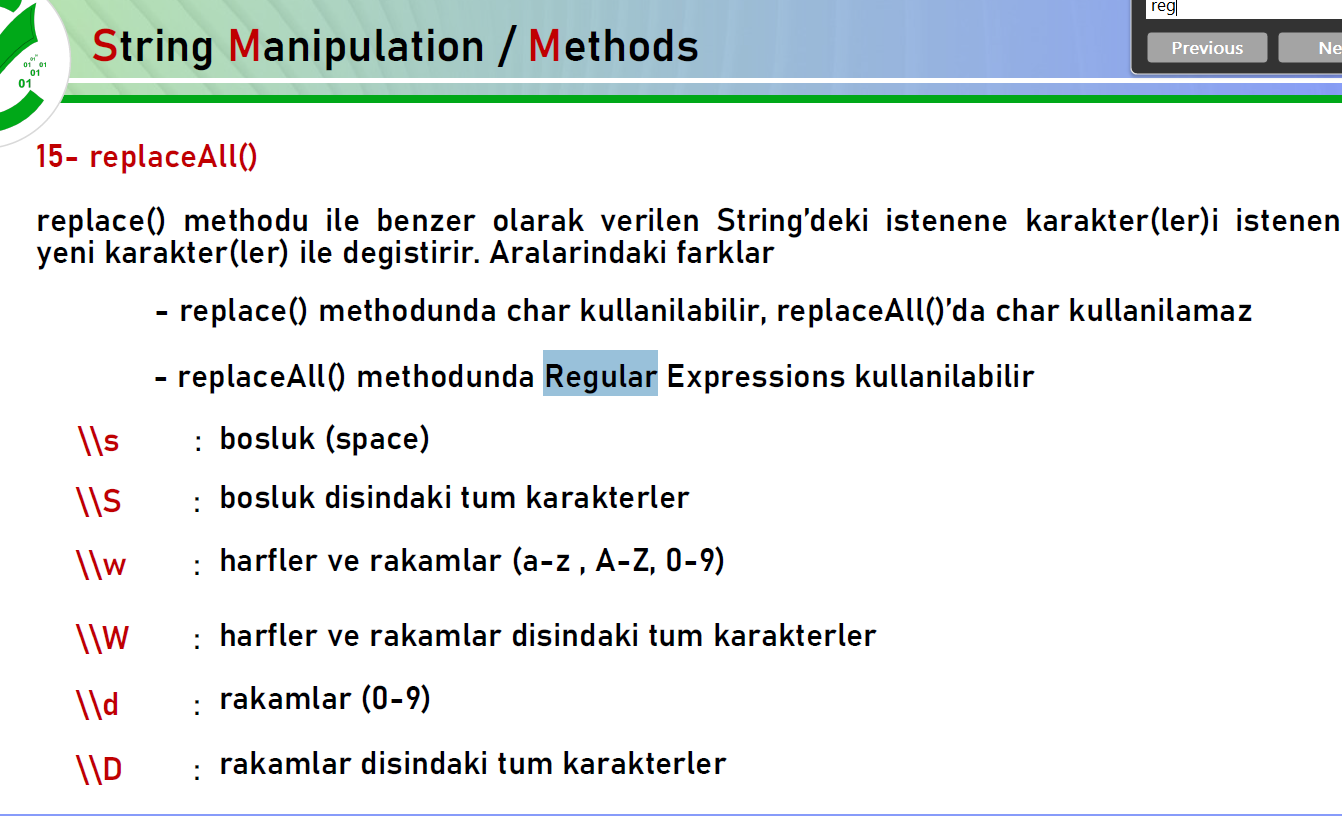 reg
Previous
Ne
String Manipulation / Methods
01
01 01
01
01
15- replaceAll()
replace() methodu ile benzer olarak verilen String’deki istenene karakter(ler)i istenen
yeni karakter(ler) ile degistirir. Aralarindaki farklar
- replace() methodunda char kullanilabilir, replaceAll()’da char kullanilamaz
- replaceAll() methodunda Regular Expressions kullanilabilir
\\s : bosluk (space)
\\S : bosluk disindaki tum karakterler
\\w : harfler ve rakamlar (a-z , A-Z, 0-9)
\\W : harfler ve rakamlar disindaki tum karakterler
\\d : rakamlar (0-9)
\\D : rakamlar disindaki tum karakterler